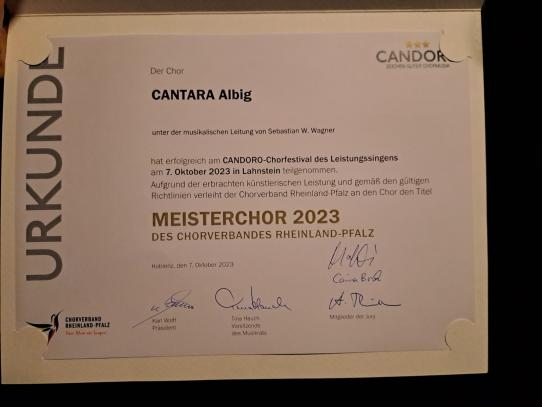 URKUNDE
CANDORO
ZEICHEN GUTER CHORMUSIK
Der Chor
CANTARA Albig
unter der musikalischen Leitung von Sebastian W. Wagner
hat erfolgreich am CANDORO-Chorfestival des Leistungssingens
am 7. Oktober 2023 in Lahnstein teilgenommen.
Aufgrund der erbrachten künstlerischen Leistung und gemäß den gültigen
Richtlinien verleiht der Chorverband Rheinland-Pfalz an den Chor den Titel
MEISTERCHOR 2023
DES CHORVERBANDES RHEINLAND-PFALZ
Koblenz, den 7. Oktober 2023
Karl Wolff
Präsident
Tina Hauch
Vorsitzende
des Musikrats
Mitglieder der Jury
CHORVERBAND
RHEINLAND-PFALZ